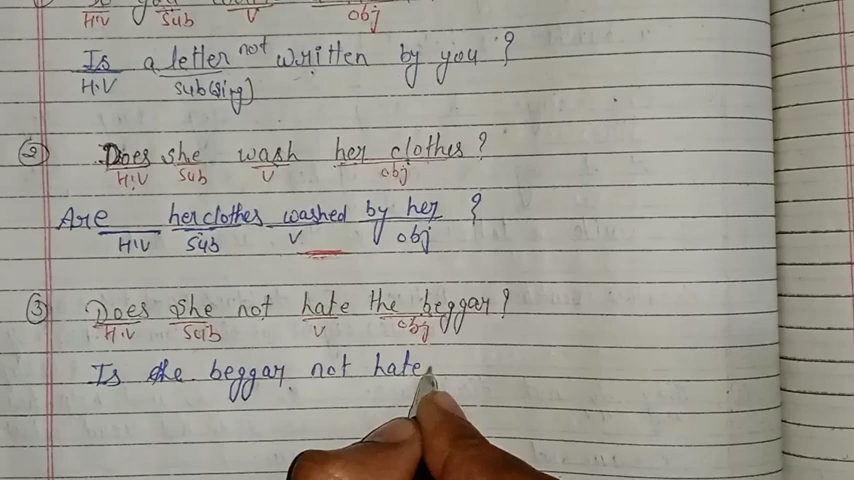 you
H.V Sub V Obj
Is a letter not written by you ?
H.V Sub(sing)
② Does she wash her clothes ?
H.V Sub V obj
Are her clothes washed by her ?
H.V Sub V obj
③ Does she not hate the beggar ?
H.V Sub V obj
Is the beggar not hate